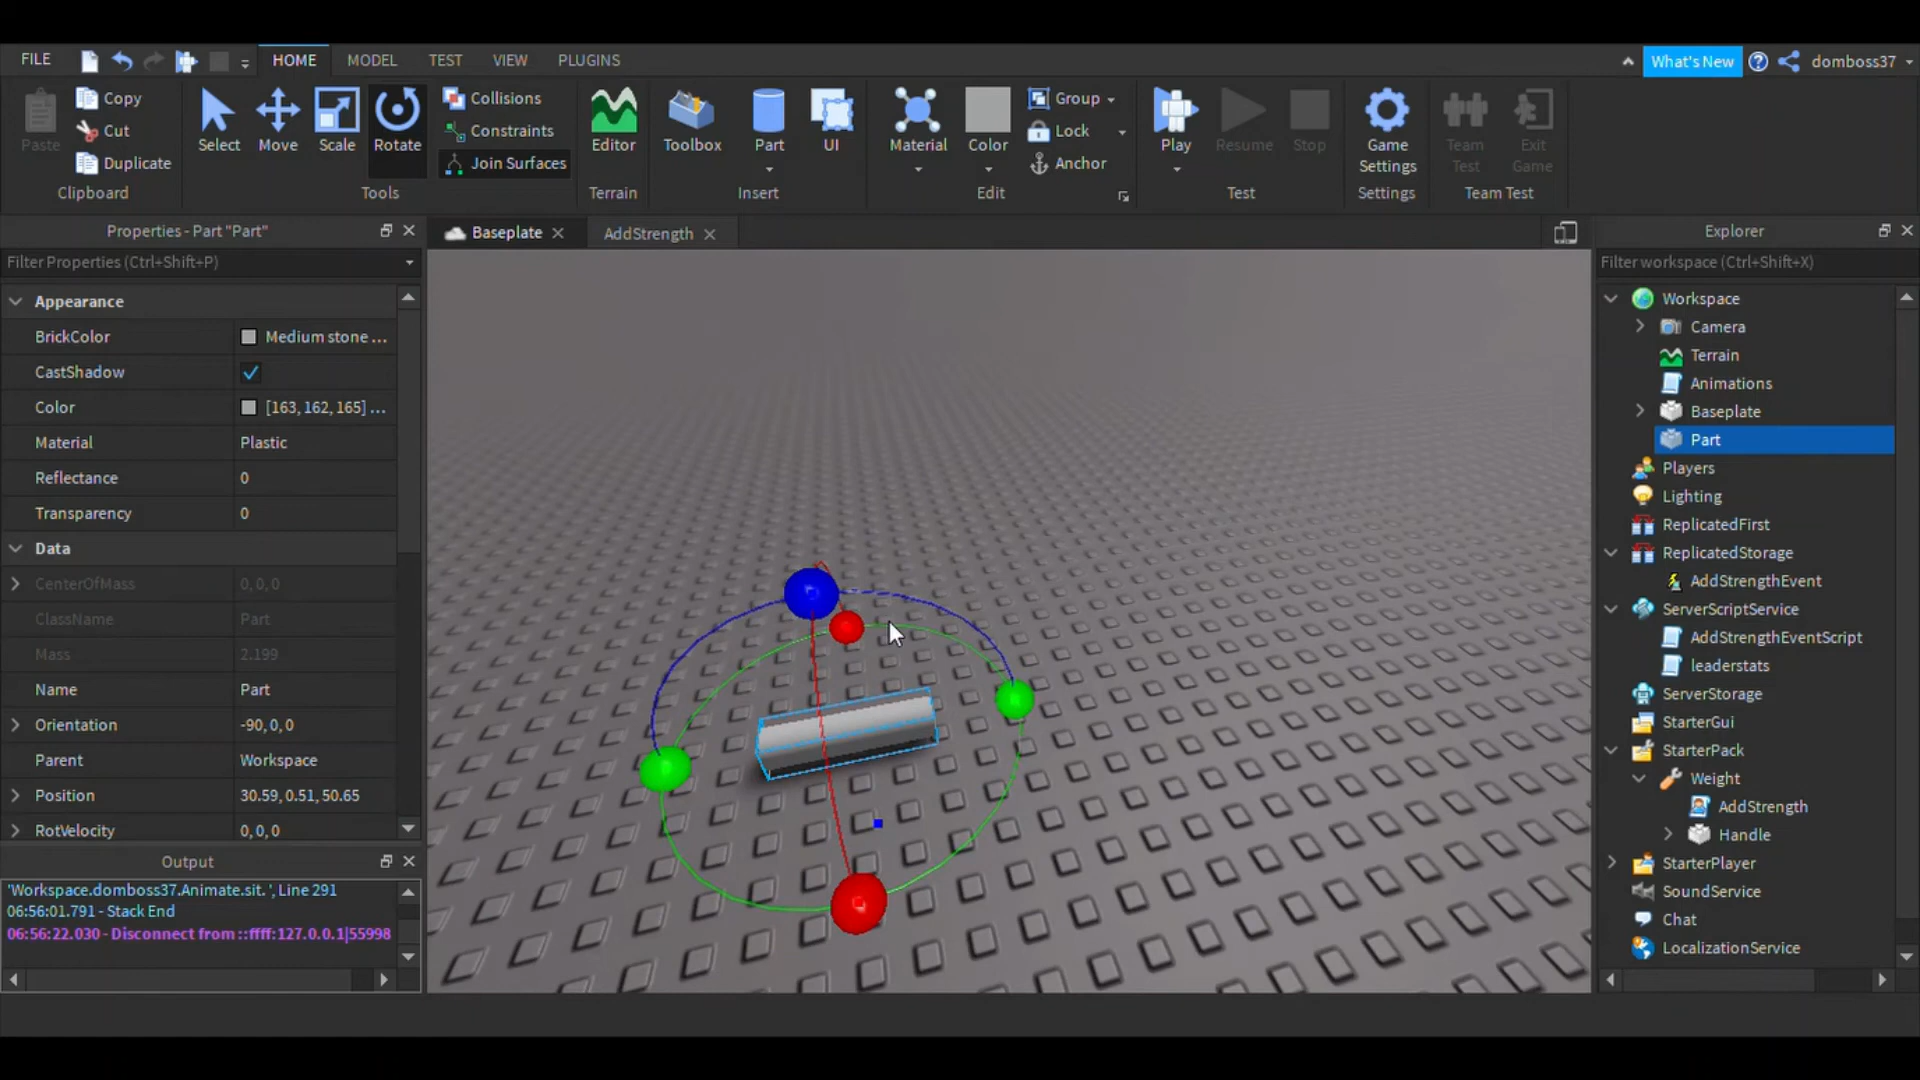 FILE HOME MODEL TEST VIEW PLUGINS What's New domboss37
Paste Copy Cut Duplicate Clipboard
Select Move Scale Rotate Tools
Collisions
Constraints
Join Surfaces
Editor Terrain
Toolbox Part UI Insert
Material Color Group Lock Anchor Edit
Play Resume Stop Test
Game Settings Settings
Team Test Exit Game Team Test
Properties - Part "Part"
Filter Properties (Ctrl+Shift+P)
Appearance
BrickColor Medium stone ...
CastShadow
Color [163, 162, 165] ...
Material Plastic
Reflectance 0
Transparency 0
Data
CenterOfMass 0, 0, 0
ClassName Part
Mass 2.199
Name Part
Orientation -90, 0, 0
Parent Workspace
Position 30.59, 0.51, 50.65
RotVelocity 0, 0, 0
Output
'Workspace.domboss37.Animate.sit. ', Line 291
06:56:01.791 - Stack End
06:56:22.030 - Disconnect from ::ffff:127.0.0.1|55998
Baseplate AddStrength
Explorer
Filter workspace (Ctrl+Shift+X)
Workspace
Camera
Terrain
Animations
Baseplate
Part
Players
Lighting
ReplicatedFirst
ReplicatedStorage
AddStrengthEvent
ServerScriptService
AddStrengthEventScript
leaderstats
ServerStorage
StarterGui
StarterPack
Weight
AddStrength
Handle
StarterPlayer
SoundService
Chat
LocalizationService